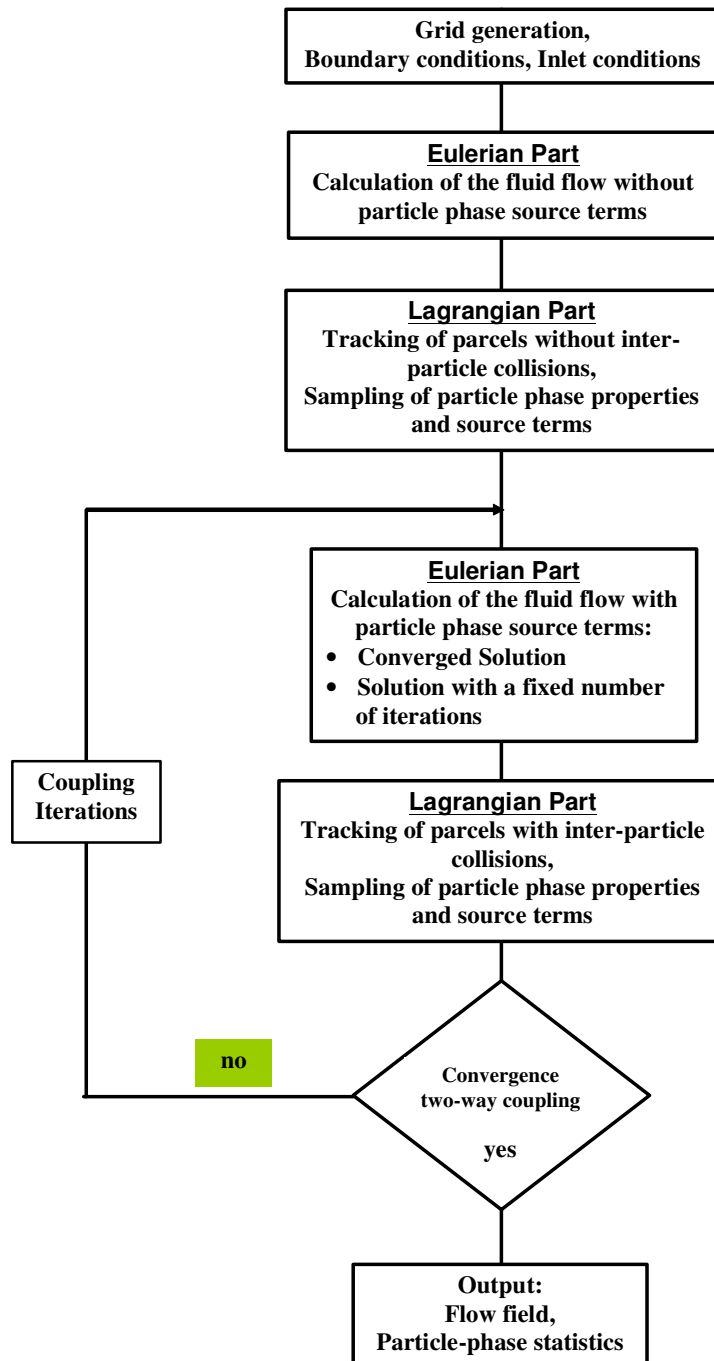 Grid generation,
Boundary conditions, Inlet conditions
Eulerian Part
Calculation of the fluid flow without
particle phase source terms
Lagrangian Part
Tracking of parcels without inter-
particle collisions,
Sampling of particle phase properties
and source terms
Eulerian Part
Calculation of the fluid flow with
particle phase source terms:
• Converged Solution
• Solution with a fixed number
of iterations
Coupling
Iterations
Lagrangian Part
Tracking of parcels with inter-particle
collisions,
Sampling of particle phase properties
and source terms
no
Convergence
two-way coupling
yes
Output:
Flow field,
Particle-phase statistics